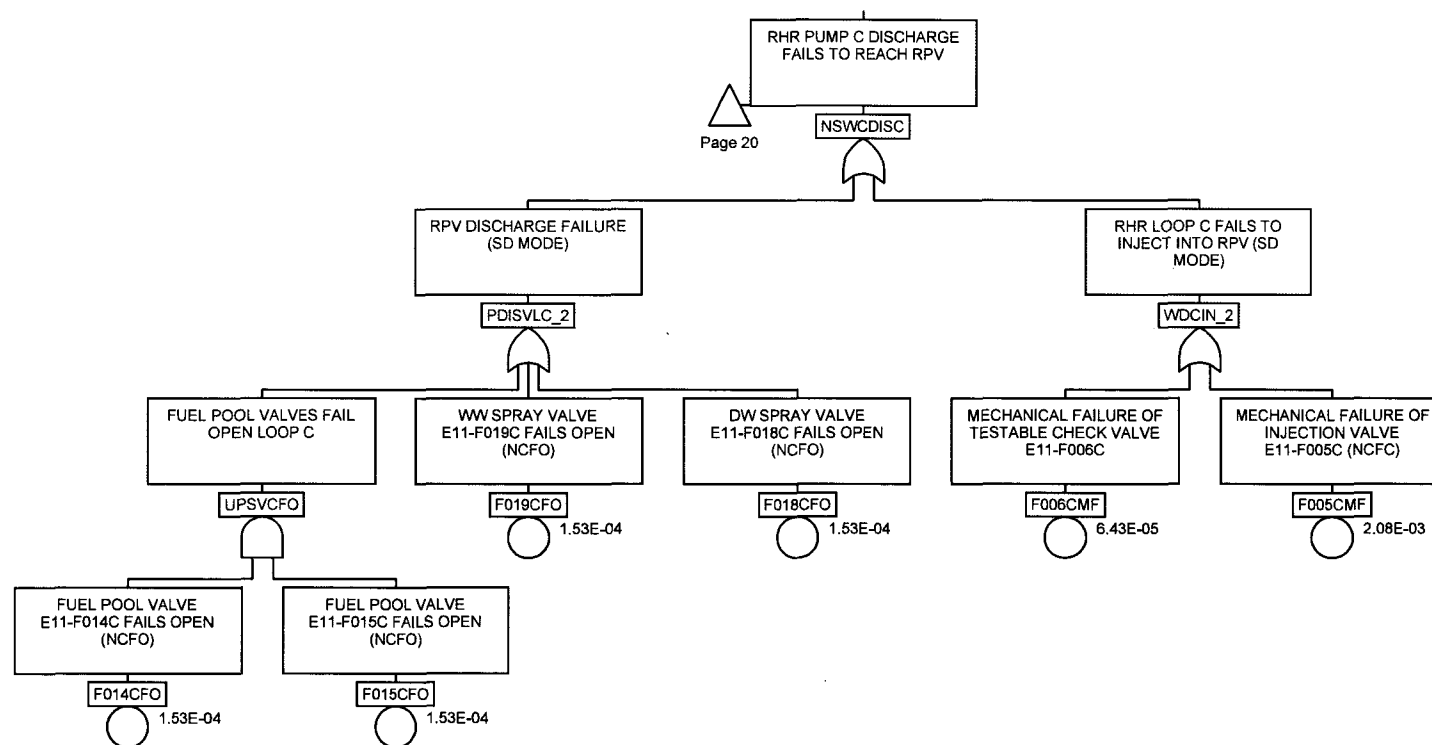 RHR PUMP C DISCHARGE
FAILS TO REACH RPV
Page 20
NSWCDISC
RPV DISCHARGE FAILURE
(SD MODE)
PDISVLC_2
RHR LOOP C FAILS TO
INJECT INTO RPV (SD
MODE)
WDCIN_2
FUEL POOL VALVES FAIL
OPEN LOOP C
UPSVCFO
WW SPRAY VALVE
E11-F019C FAILS OPEN
(NCFO)
F019CFO
1.53E-04
DW SPRAY VALVE
E11-F018C FAILS OPEN
(NCFO)
F018CFO
1.53E-04
MECHANICAL FAILURE OF
TESTABLE CHECK VALVE
E11-F006C
F006CMF
6.43E-05
MECHANICAL FAILURE OF
INJECTION VALVE
E11-F005C (NCFC)
F005CMF
2.08E-03
FUEL POOL VALVE
E11-F014C FAILS OPEN
(NCFO)
F014CFO
1.53E-04
FUEL POOL VALVE
E11-F015C FAILS OPEN
(NCFO)
F015CFO
1.53E-04